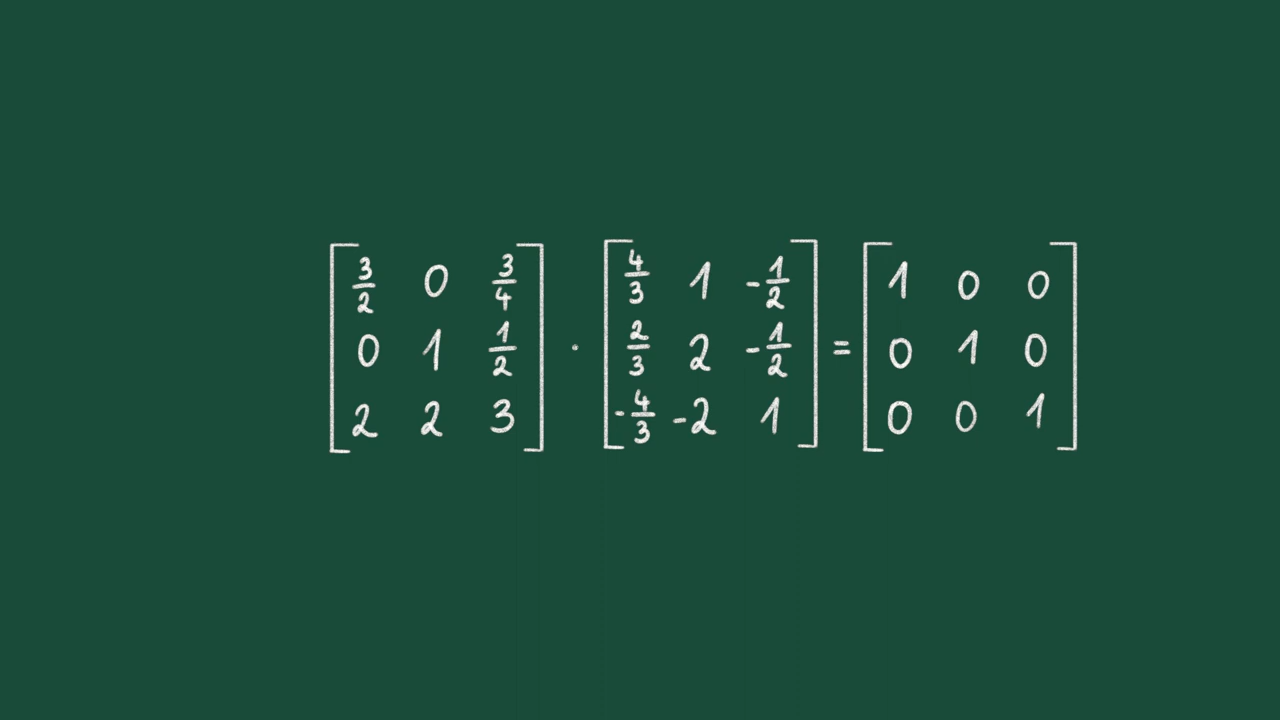 [3/2 0 3/4] [4/3 1 -1/2] [1 0 0]
[0 1 1/2] · [2/3 2 -1/2] = [0 1 0]
[2 2 3] [-4/3 -2 1] [0 0 1]